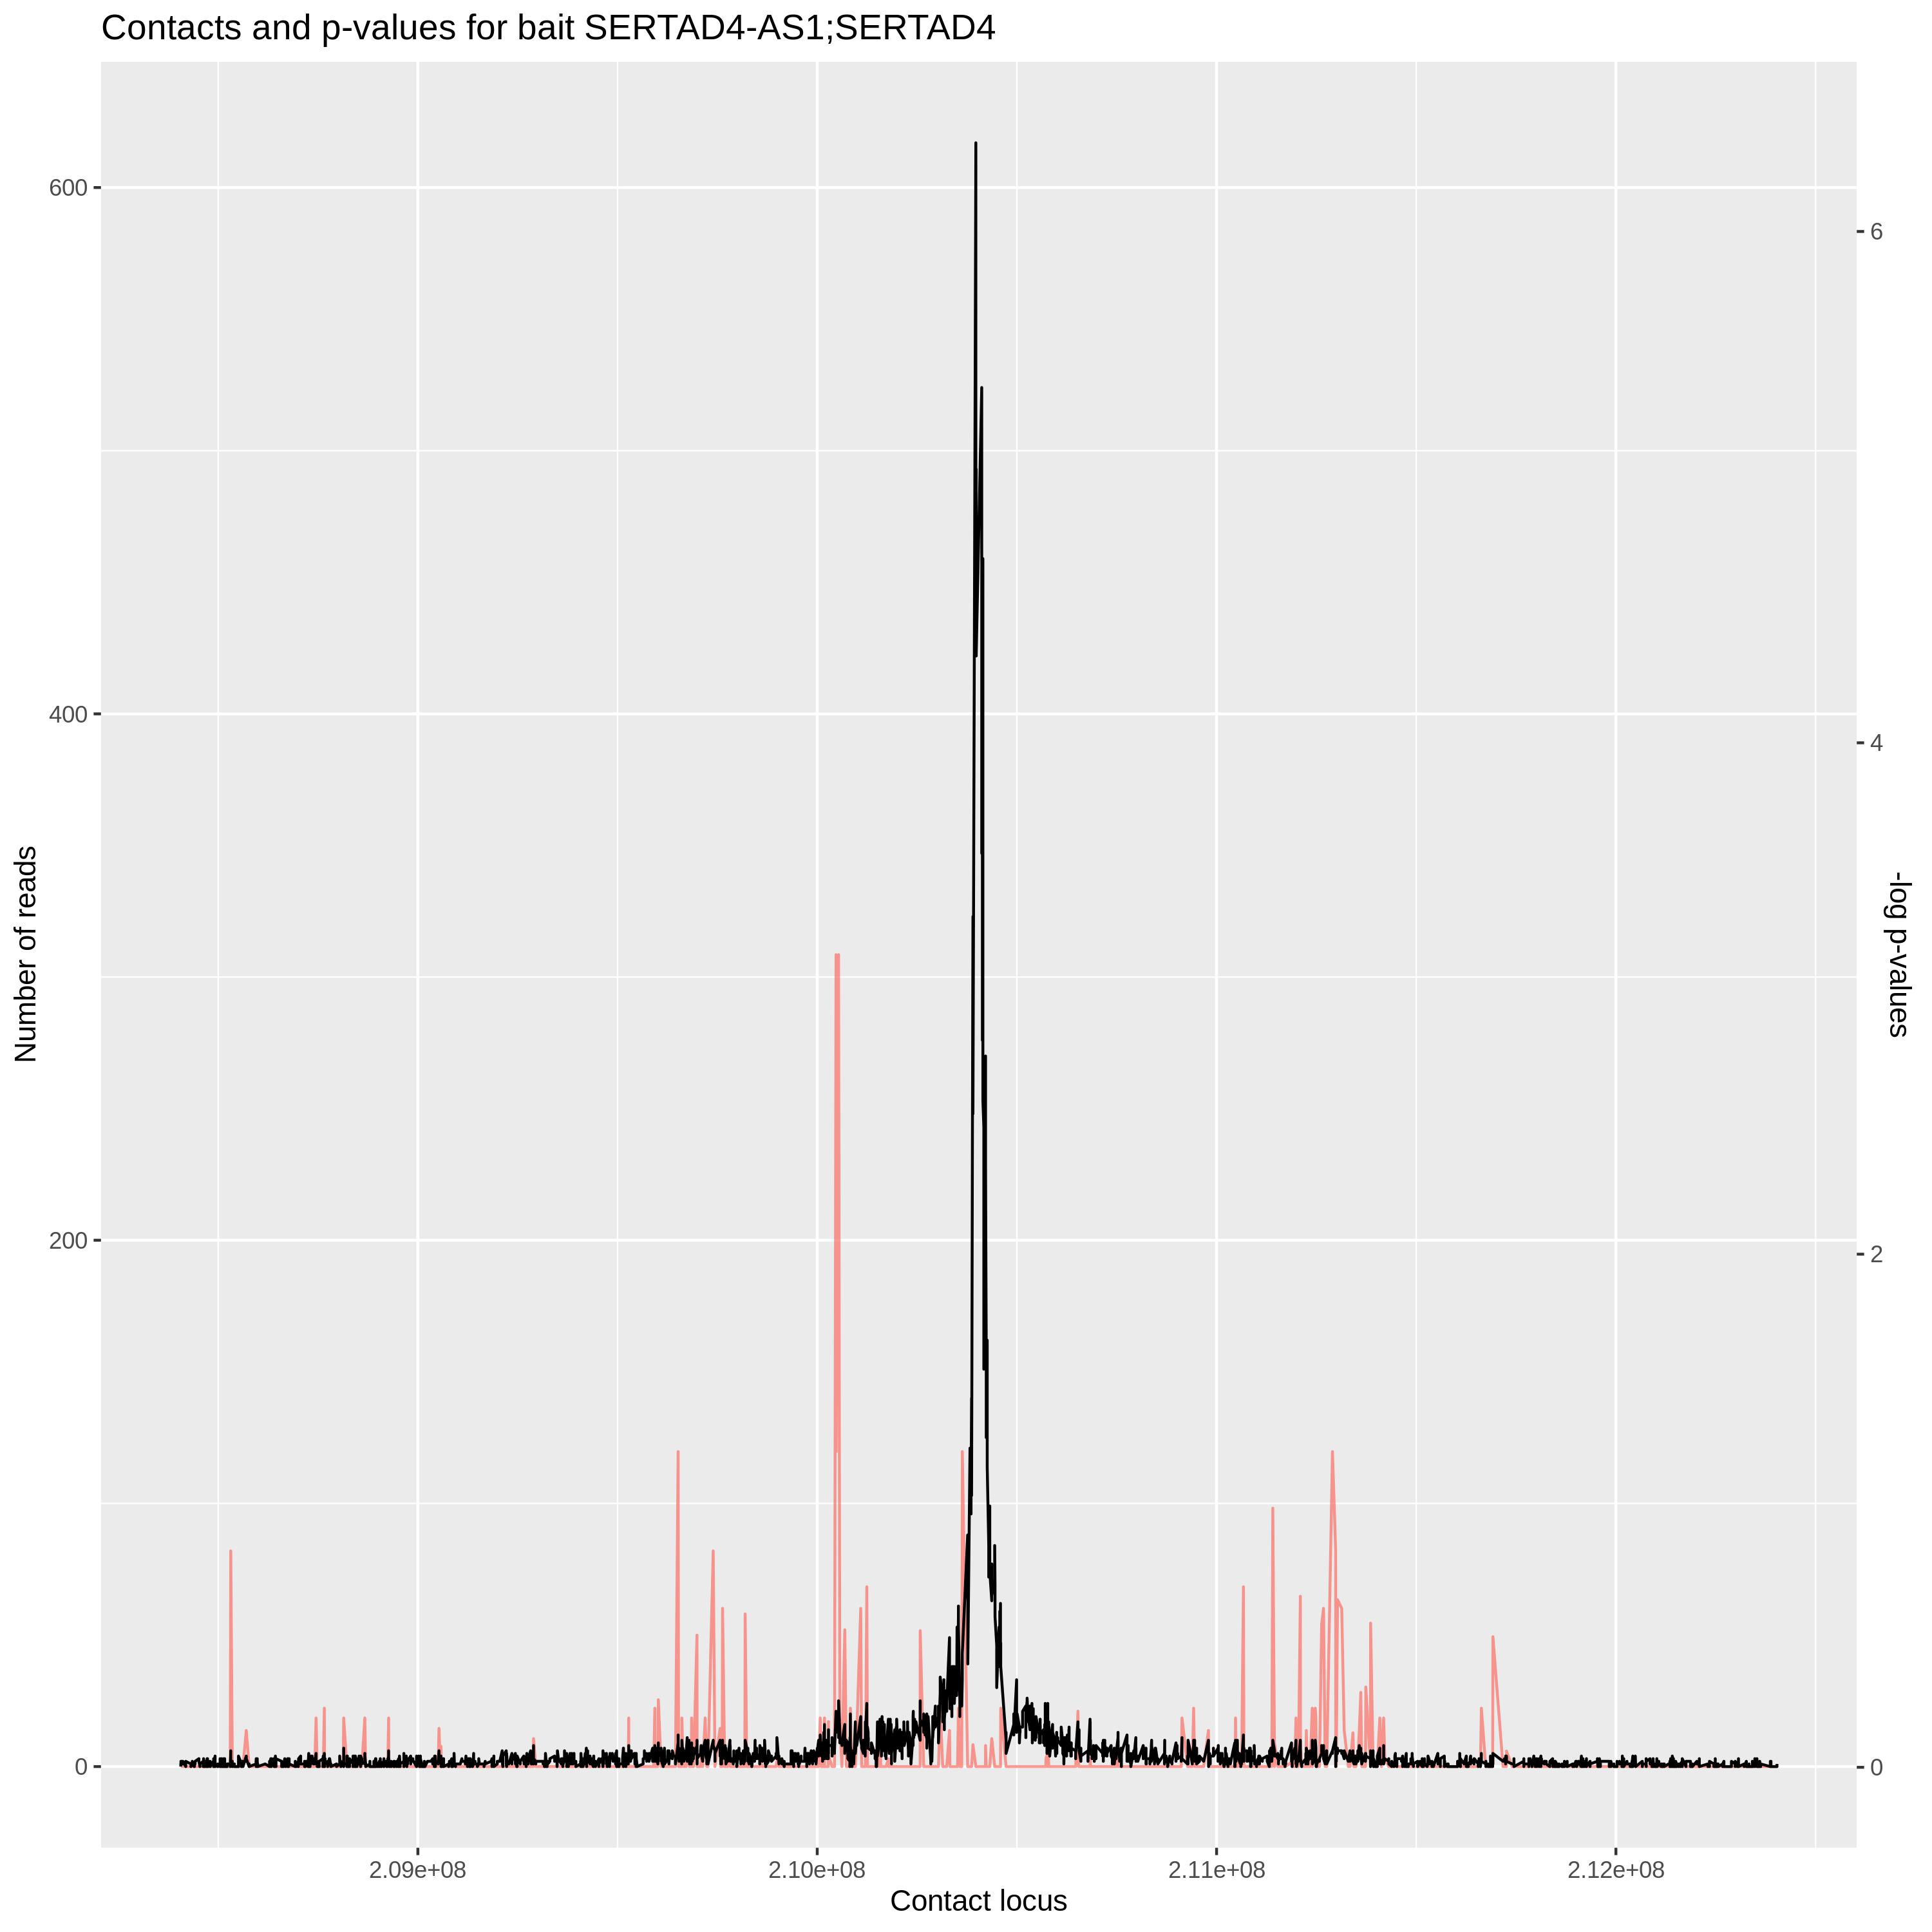 Contacts and p-values for bait SERTAD4-AS1;SERTAD4
600
400
200
0
Number of reads
6
4
2
0
-log p-values
2.09e+08
2.10e+08
2.11e+08
2.12e+08
Contact locus